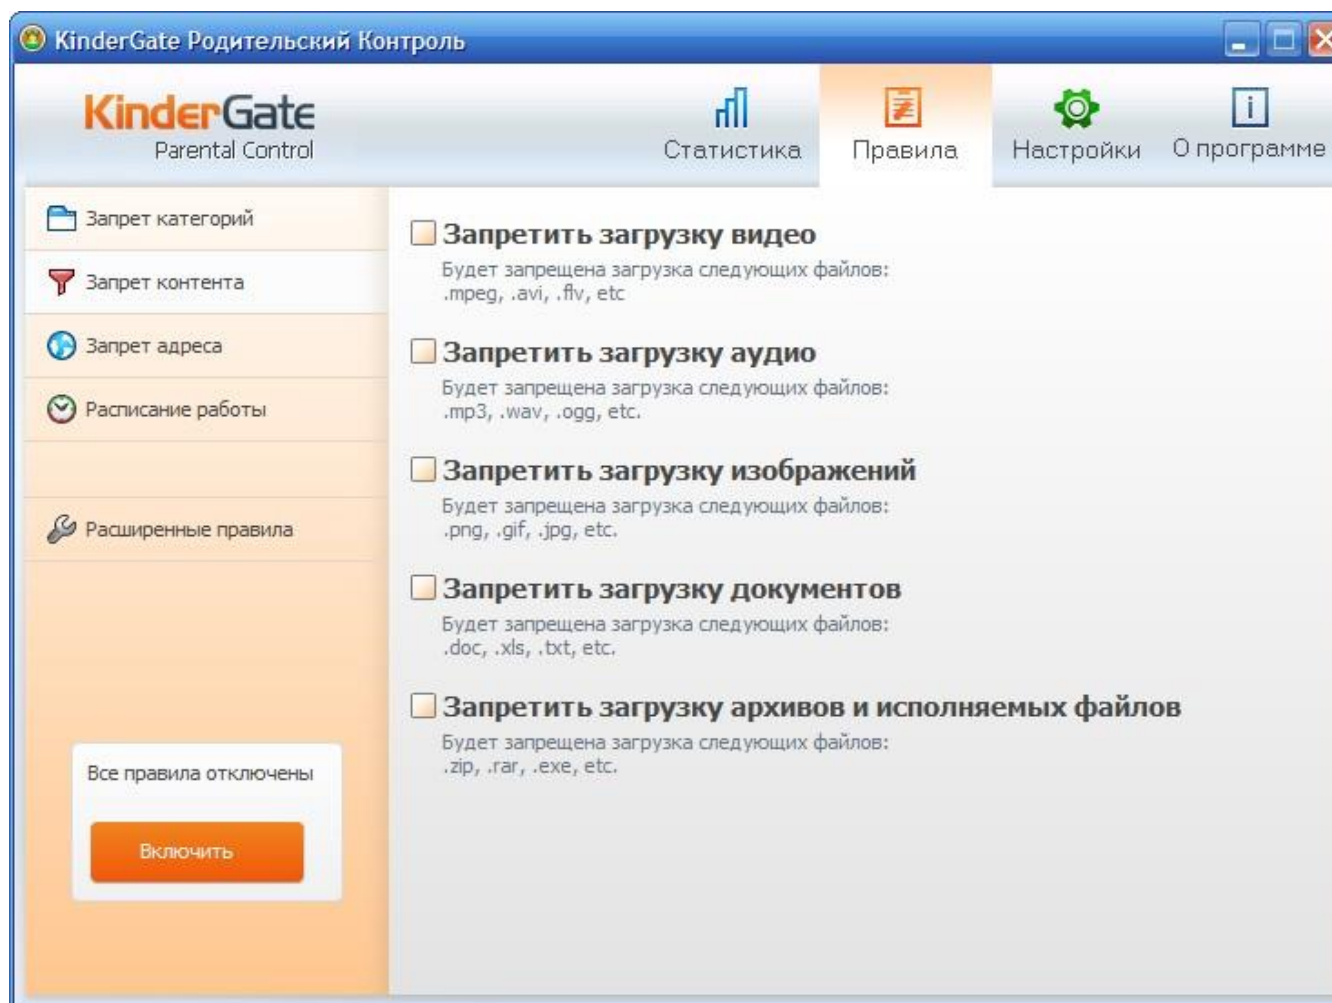 KinderGate Родительский Контроль
KinderGate
Parental Control
Статистика
Правила
Настройки
О программе
Запрет категорий
Запрет контента
Запрет адреса
Расписание работы
Расширенные правила
Все правила отключены
Включить
Запретить загрузку видео
Будет запрещена загрузка следующих файлов:
.mpeg, .avi, .flv, etc
Запретить загрузку аудио
Будет запрещена загрузка следующих файлов:
.mp3, .wav, .ogg, etc.
Запретить загрузку изображений
Будет запрещена загрузка следующих файлов:
.png, .gif, .jpg, etc.
Запретить загрузку документов
Будет запрещена загрузка следующих файлов:
.doc, .xls, .txt, etc.
Запретить загрузку архивов и исполняемых файлов
Будет запрещена загрузка следующих файлов:
.zip, .rar, .exe, etc.